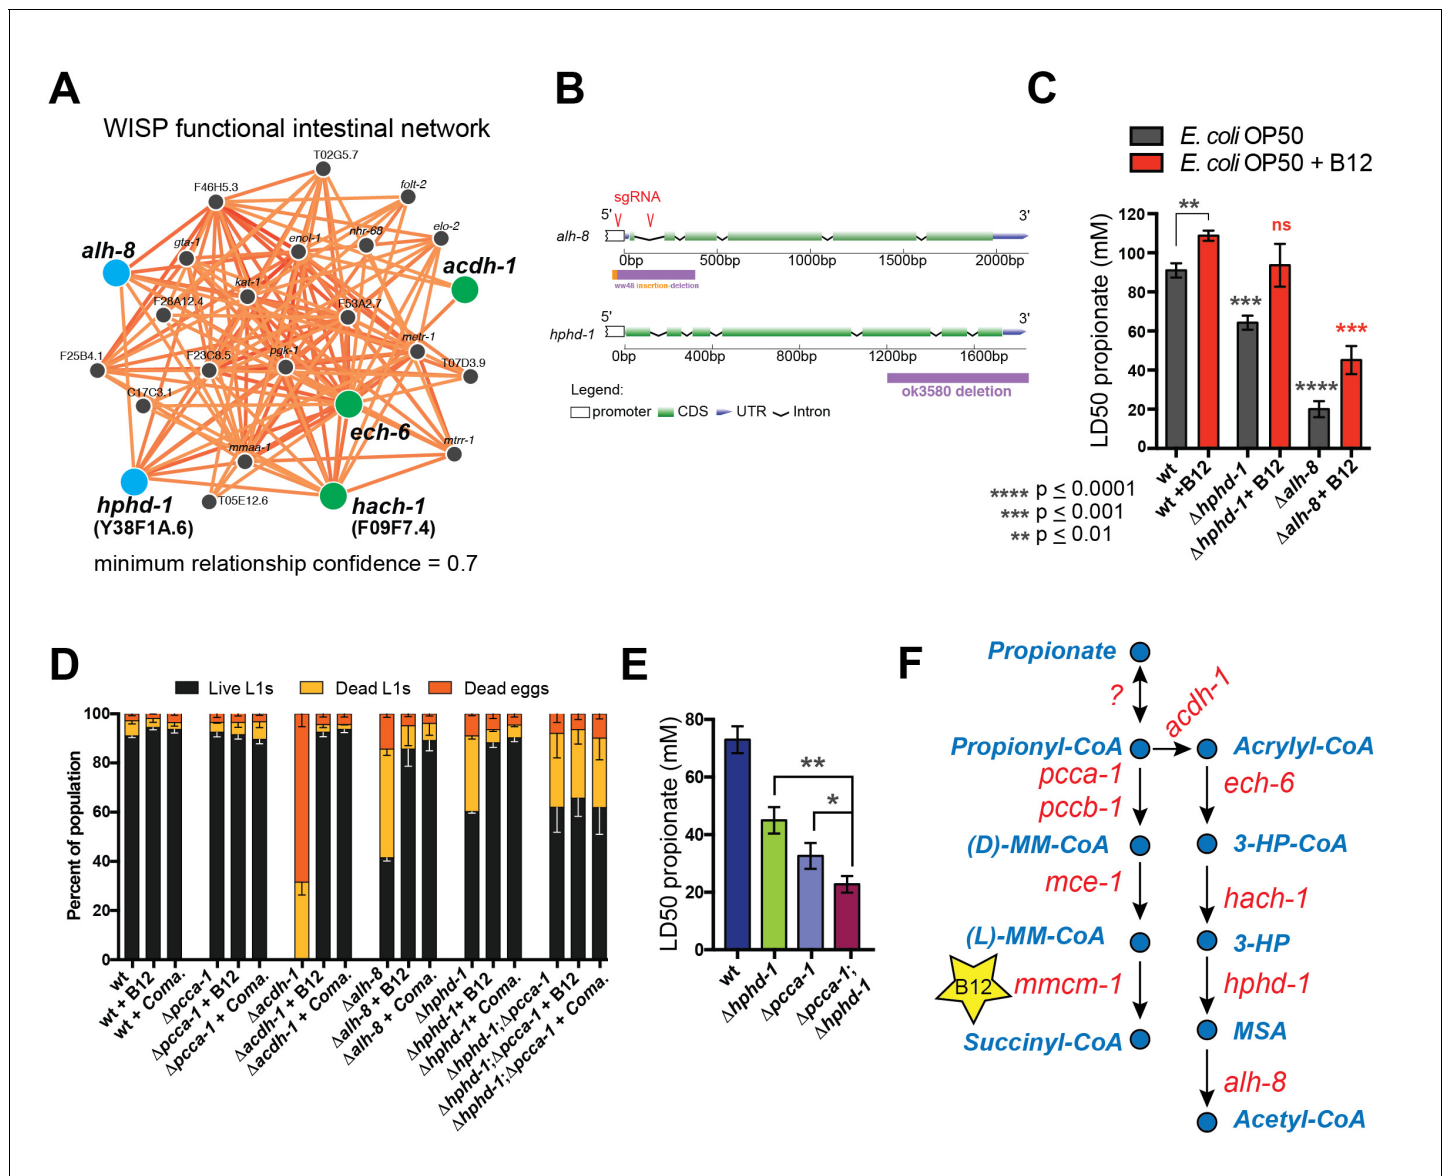 A
WISP functional intestinal network
T02G5.7
F46H5.3
folt-2
gta-1
enol-1
nhr-68
elo-2
alh-8
acdh-1
kat-1
F28A12.4
F53A2.7
metr-1
F25B4.1
F23C8.5
pgk-1
T07D3.9
C17C3.1
ech-6
mmaa-1
mtrr-1
hphd-1
(Y38F1A.6)
T05E12.6
hach-1
(F09F7.4)
minimum relationship confidence = 0.7
B
sgRNA
5'
3'
alh-8
0bp 500bp 1000bp 1500bp 2000bp
ww48 insertion-deletion
5'
3'
hphd-1
0bp 400bp 800bp 1200bp 1600bp
ok3580 deletion
Legend:
promoter CDS UTR Intron
C
E. coli OP50
E. coli OP50 + B12
LD50 propionate (mM)
120
100
80
60
40
20
0
**
***
ns
****
***
wt
wt +B12
Δhphd-1
Δhphd-1+ B12
Δalh-8
Δalh-8+ B12
**** p ≤ 0.0001
*** p ≤ 0.001
** p ≤ 0.01
D
Live L1s Dead L1s Dead eggs
Percent of population
100
80
60
40
20
0
wt
wt + B12
wt + Coma.
Δpcca-1
Δpcca-1 + B12
Δpcca-1 + Coma.
Δacdh-1
Δacdh-1 + B12
Δacdh-1 + Coma.
Δalh-8
Δalh-8 + B12
Δalh-8 + Coma.
Δhphd-1
Δhphd-1+ B12
Δhphd-1+ Coma.
Δhphd-1;Δpcca-1
Δhphd-1;Δpcca-1 + B12
Δhphd-1;Δpcca-1 + Coma.
E
LD50 propionate (mM)
80
60
40
20
0
**
*
wt
Δhphd-1
Δpcca-1
Δpcca-1;
Δhphd-1
F
Propionate
?
acdh-1
Propionyl-CoA
Acrylyl-CoA
pcca-1
pccb-1
ech-6
(D)-MM-CoA
3-HP-CoA
mce-1
hach-1
(L)-MM-CoA
3-HP
B12
mmcm-1
hphd-1
Succinyl-CoA
MSA
alh-8
Acetyl-CoA